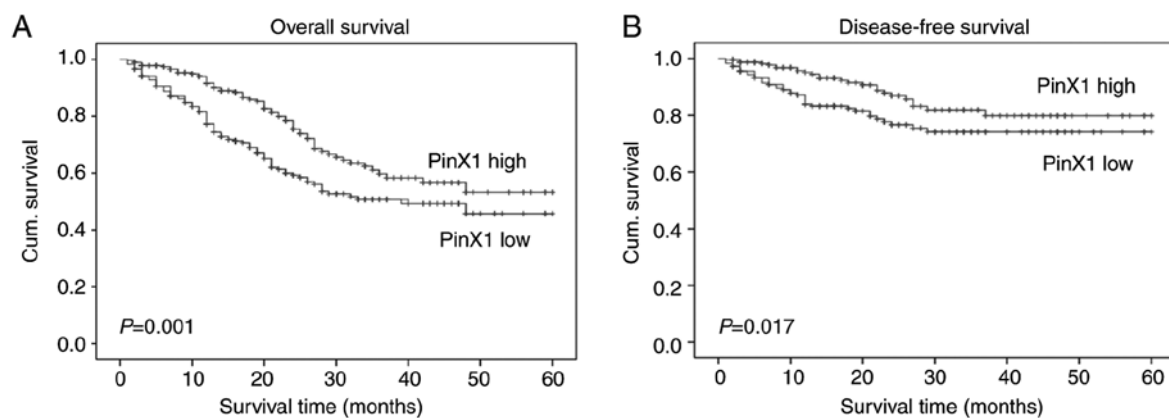 A
Overall survival
1.0
0.8
0.6
0.4
0.2
0.0
Cum. survival
PinX1 high
PinX1 low
P=0.001
0 10 20 30 40 50 60
Survival time (months)
B
Disease-free survival
1.0
0.8
0.6
0.4
0.2
0.0
Cum. survival
PinX1 high
PinX1 low
P=0.017
0 10 20 30 40 50 60
Survival time (months)